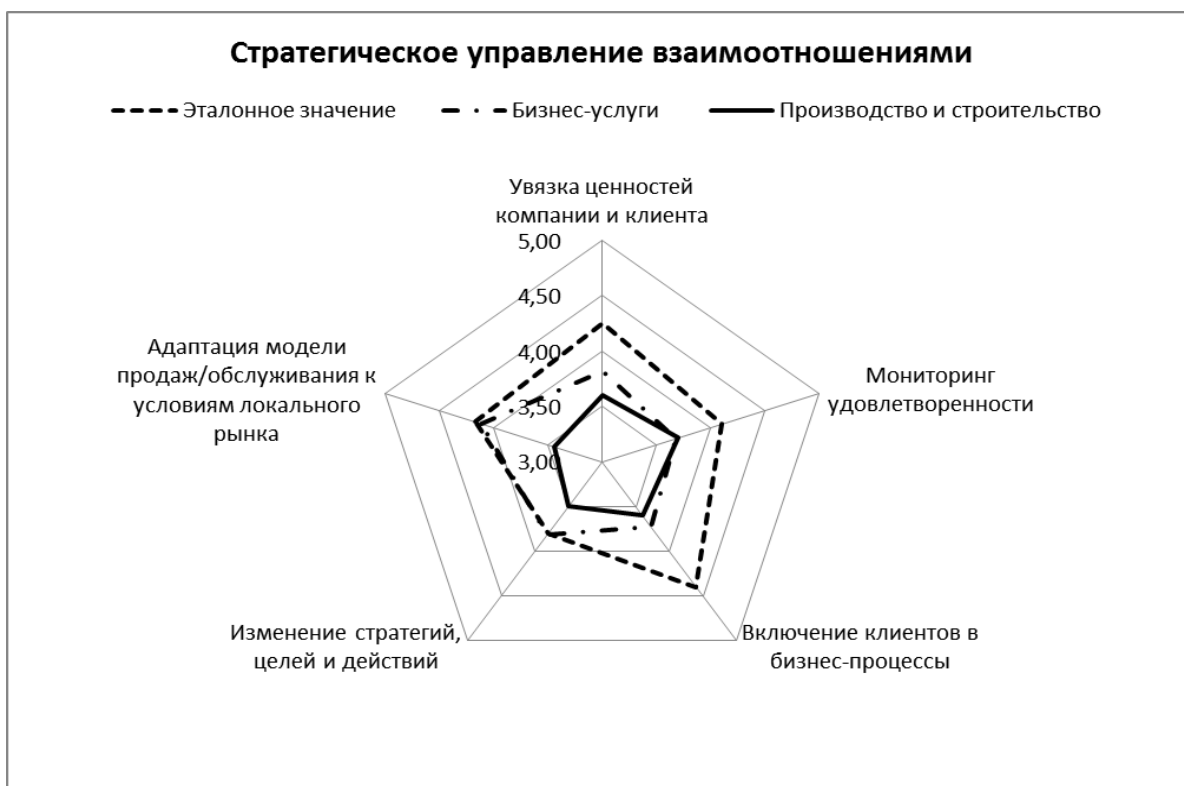 Стратегическое управление взаимоотношениями
Эталонное значение
Бизнес-услуги
Производство и строительство
Увязка ценностей
компании и клиента
5,00
4,50
4,00
3,50
3,00
Мониторинг
удовлетворенности
Включение клиентов в
бизнес-процессы
Изменение стратегий,
целей и действий
Адаптация модели
продаж/обслуживания к
условиям локального
рынка